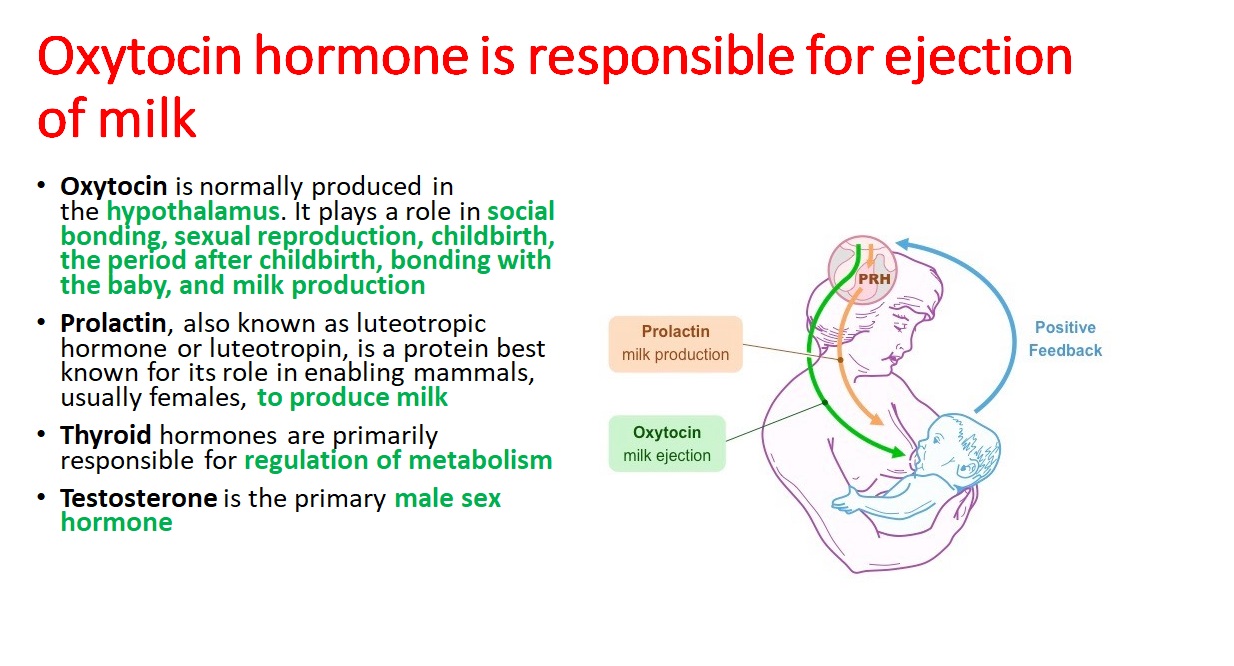 Oxytocin hormone is responsible for ejection
of milk
• Oxytocin is normally produced in
the hypothalamus. It plays a role in social
bonding, sexual reproduction, childbirth,
the period after childbirth, bonding with
the baby, and milk production
• Prolactin, also known as luteotropic
hormone or luteotropin, is a protein best
known for its role in enabling mammals,
usually females, to produce milk
• Thyroid hormones are primarily
responsible for regulation of metabolism
• Testosterone is the primary male sex
hormone
PRH
Prolactin
milk production
Oxytocin
milk ejection
Positive
Feedback